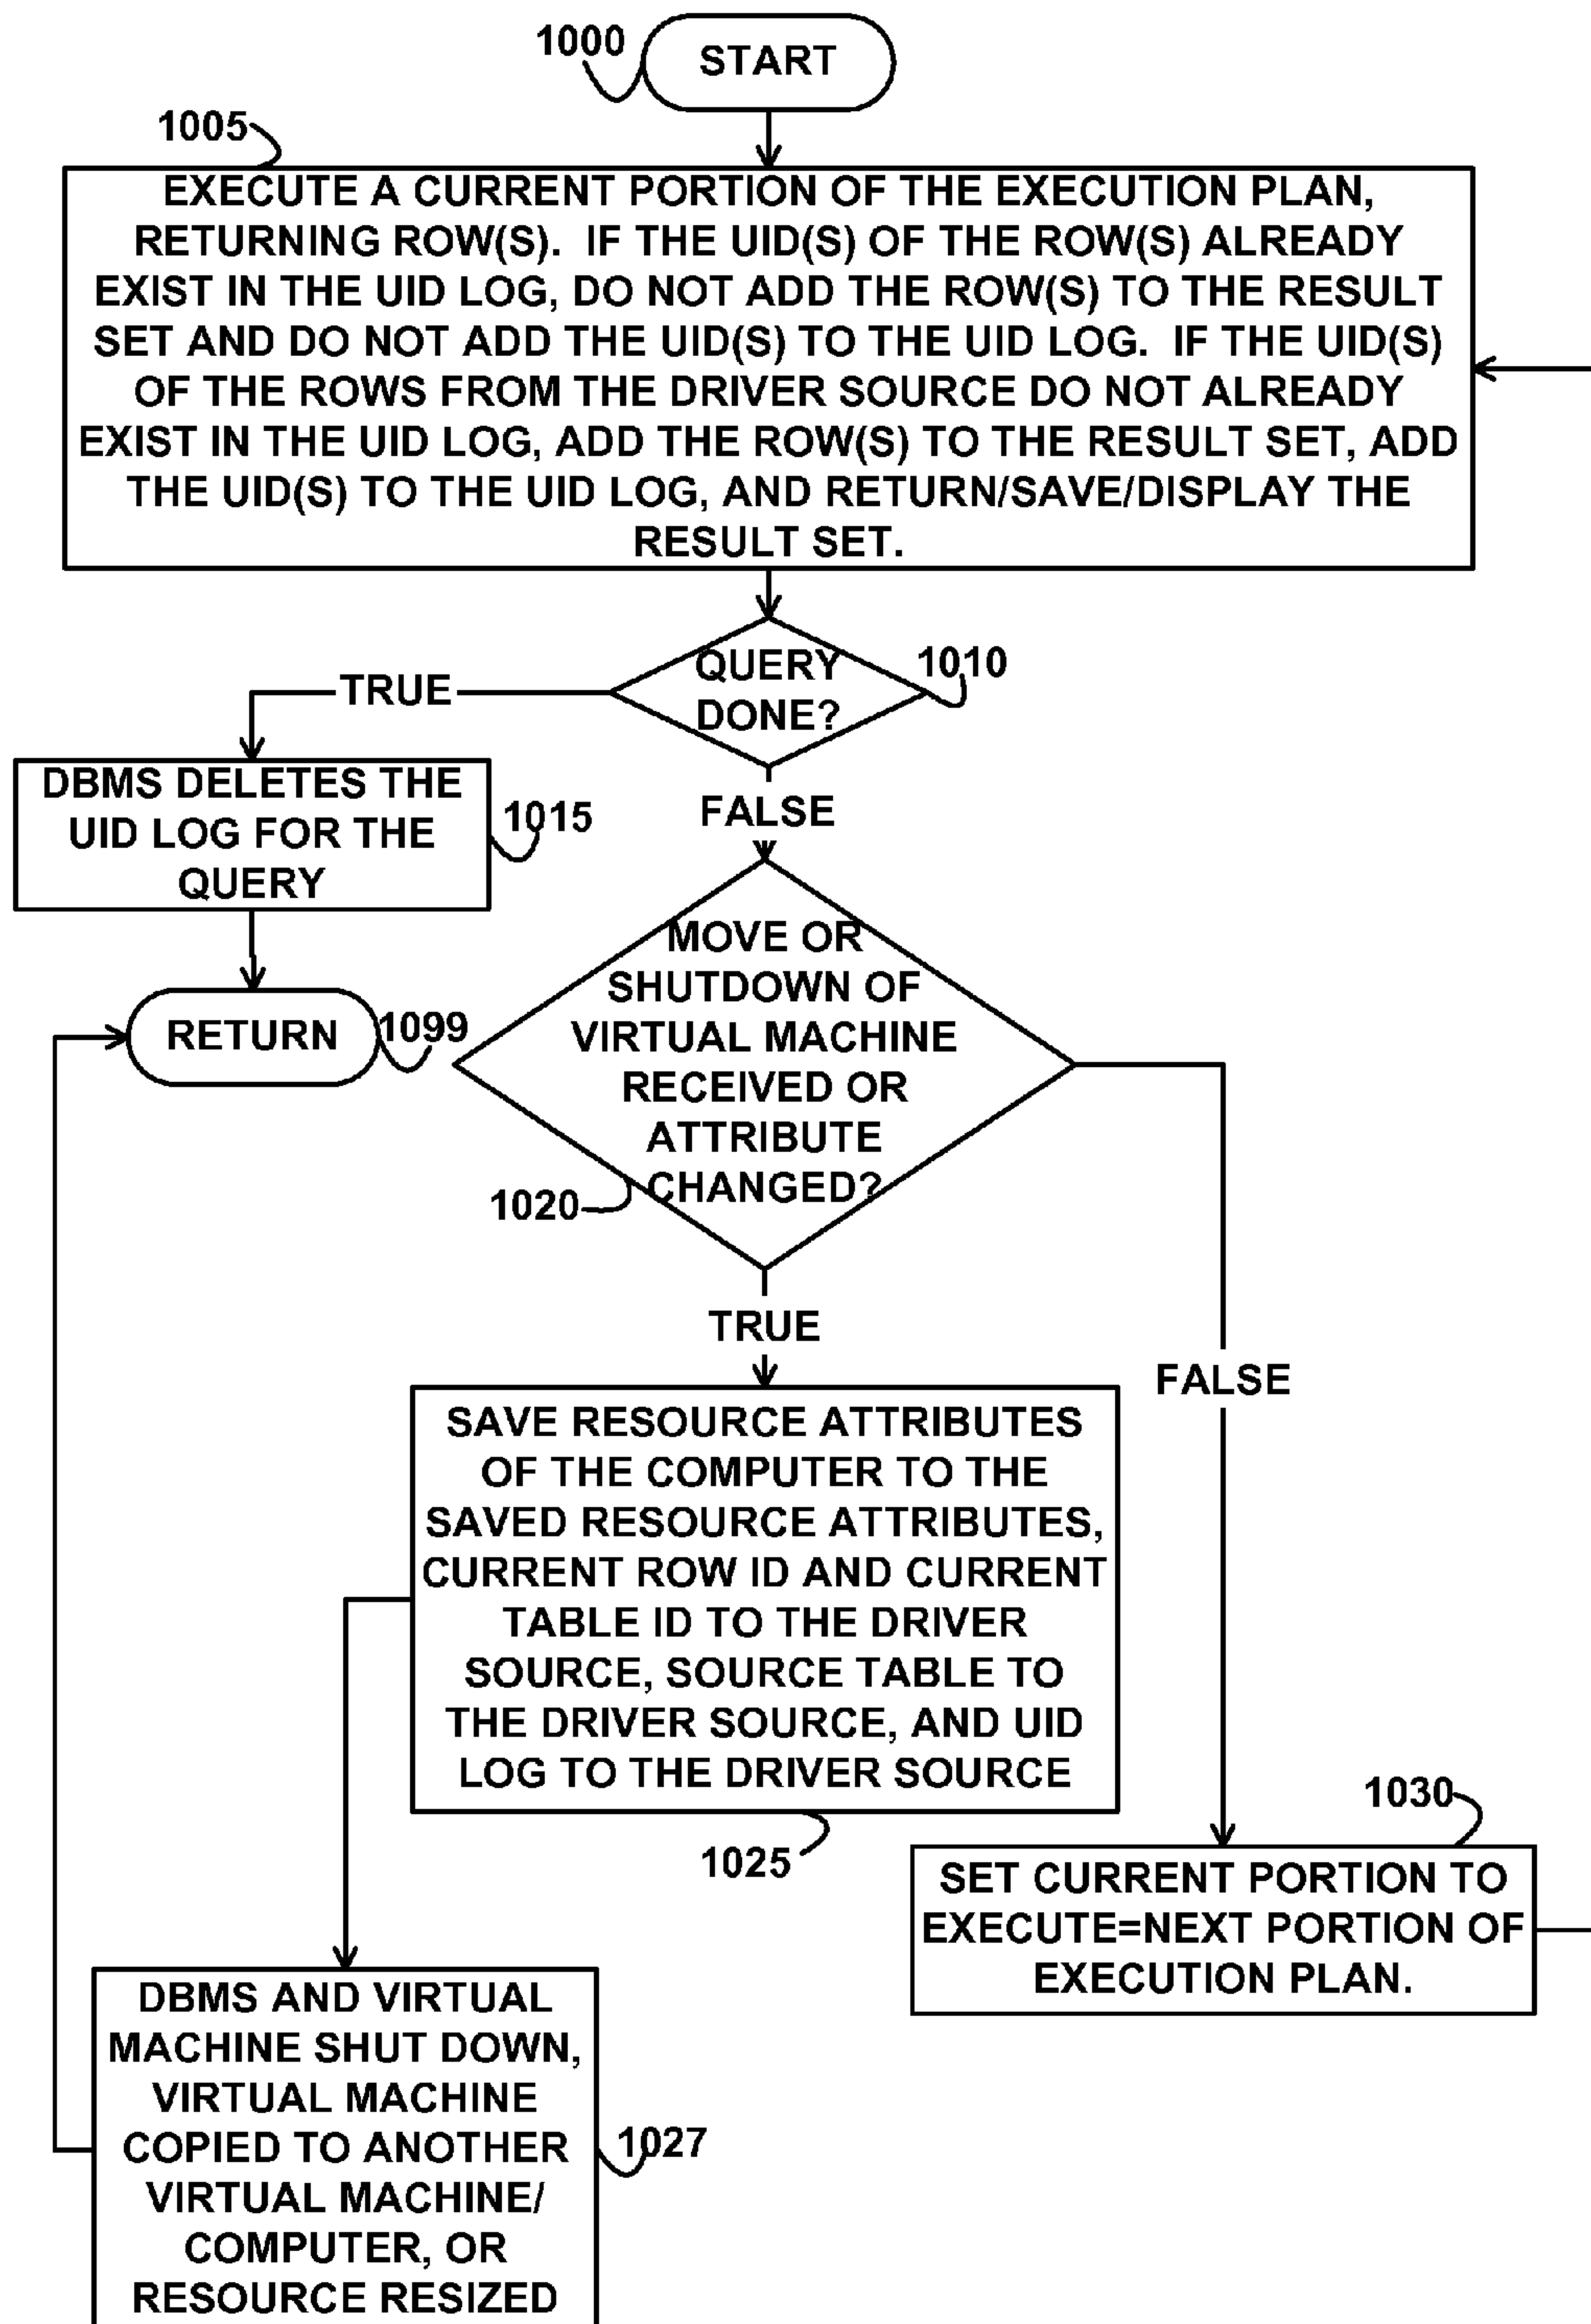 1000
START
1005
EXECUTE A CURRENT PORTION OF THE EXECUTION PLAN,
RETURNING ROW(S). IF THE UID(S) OF THE ROW(S) ALREADY
EXIST IN THE UID LOG, DO NOT ADD THE ROW(S) TO THE RESULT
SET AND DO NOT ADD THE UID(S) TO THE UID LOG. IF THE UID(S)
OF THE ROWS FROM THE DRIVER SOURCE DO NOT ALREADY
EXIST IN THE UID LOG, ADD THE ROW(S) TO THE RESULT SET, ADD
THE UID(S) TO THE UID LOG, AND RETURN/SAVE/DISPLAY THE
RESULT SET.
QUERY
DONE?
1010
TRUE
DBMS DELETES THE
UID LOG FOR THE
QUERY
1015
FALSE
RETURN
1099
MOVE OR
SHUTDOWN OF
VIRTUAL MACHINE
RECEIVED OR
ATTRIBUTE
CHANGED?
1020
TRUE
FALSE
SAVE RESOURCE ATTRIBUTES
OF THE COMPUTER TO THE
SAVED RESOURCE ATTRIBUTES,
CURRENT ROW ID AND CURRENT
TABLE ID TO THE DRIVER
SOURCE, SOURCE TABLE TO
THE DRIVER SOURCE, AND UID
LOG TO THE DRIVER SOURCE
1025
1030
SET CURRENT PORTION TO
EXECUTE=NEXT PORTION OF
EXECUTION PLAN.
DBMS AND VIRTUAL
MACHINE SHUT DOWN,
VIRTUAL MACHINE
COPIED TO ANOTHER
VIRTUAL MACHINE/
COMPUTER, OR
RESOURCE RESIZED
1027